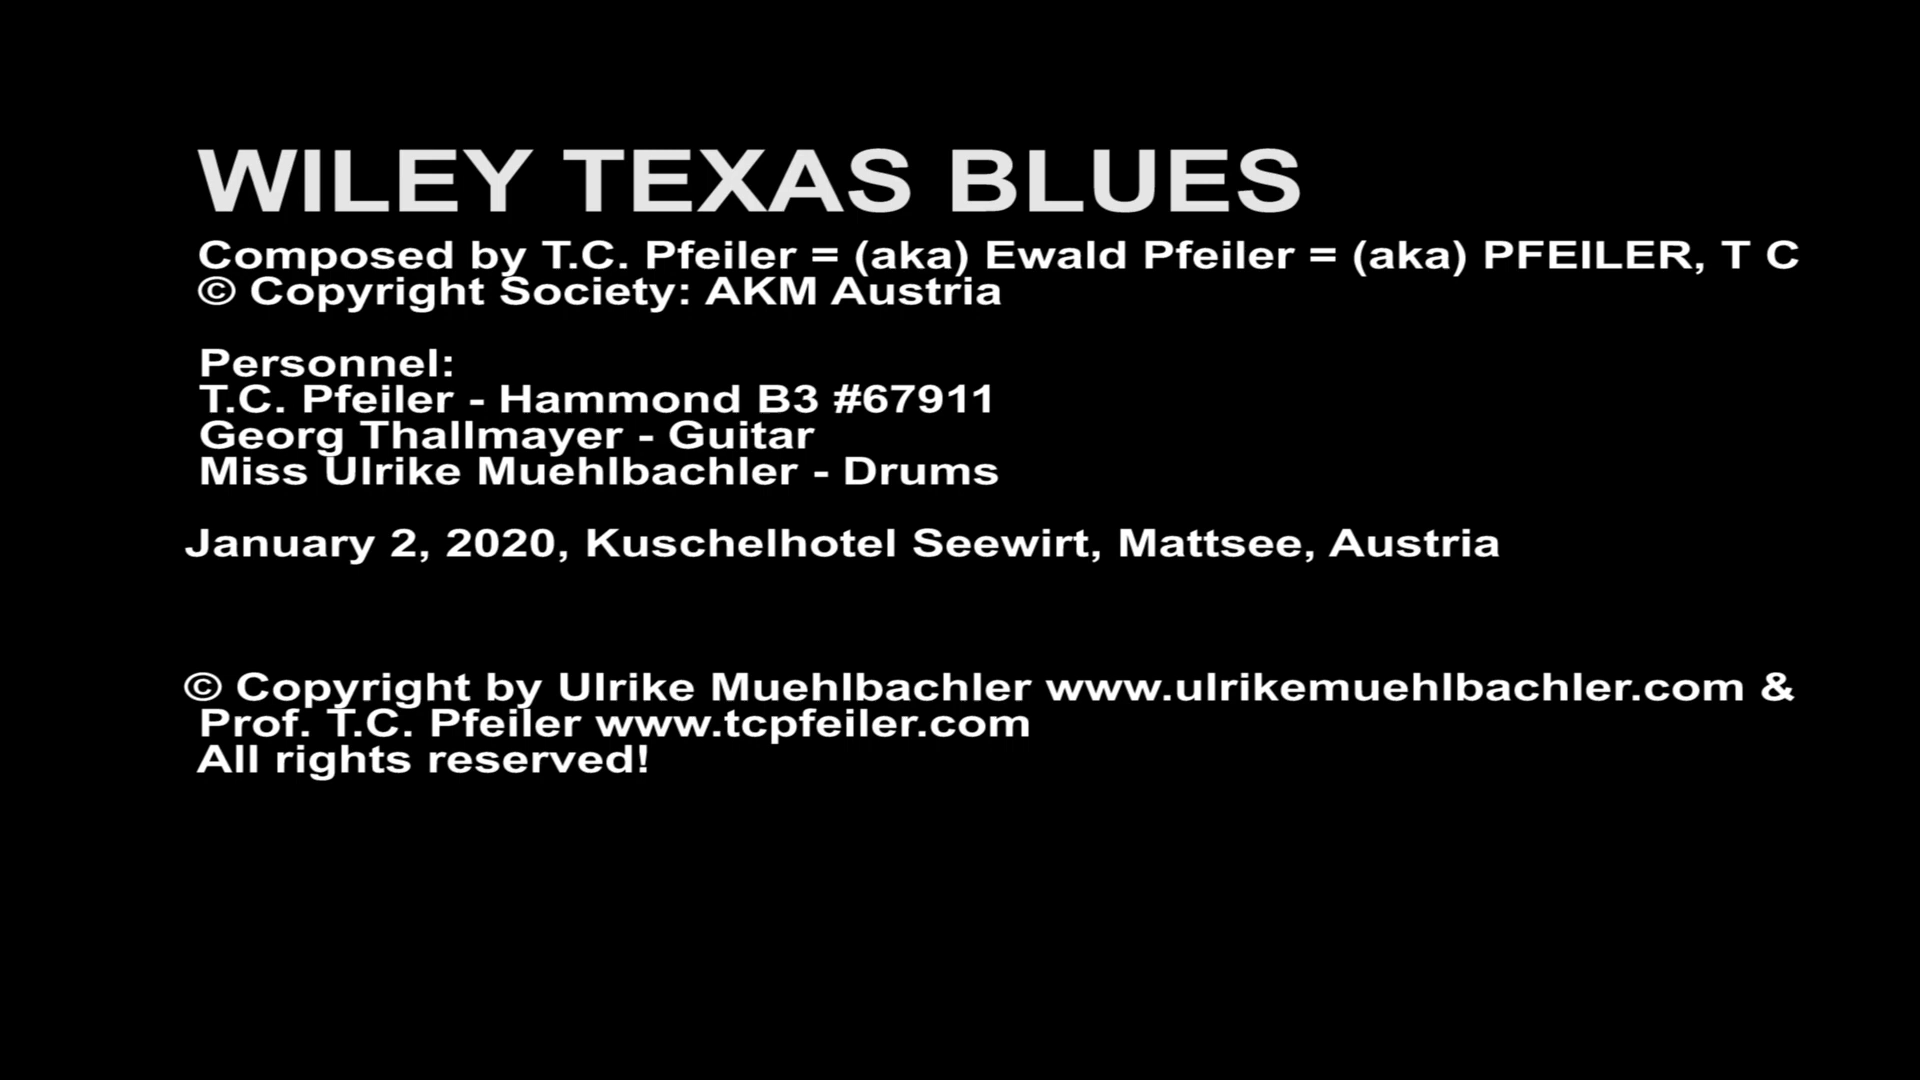 WILEY TEXAS BLUES
Composed by T.C. Pfeiler = (aka) Ewald Pfeiler = (aka) PFEILER, T C
© Copyright Society: AKM Austria
Personnel:
T.C. Pfeiler - Hammond B3 #67911
Georg Thallmayer - Guitar
Miss Ulrike Muehlbachler - Drums
January 2, 2020, Kuschelhotel Seewirt, Mattsee, Austria
© Copyright by Ulrike Muehlbachler www.ulrikemuehlbachler.com &
Prof. T.C. Pfeiler www.tcpfeiler.com
All rights reserved!